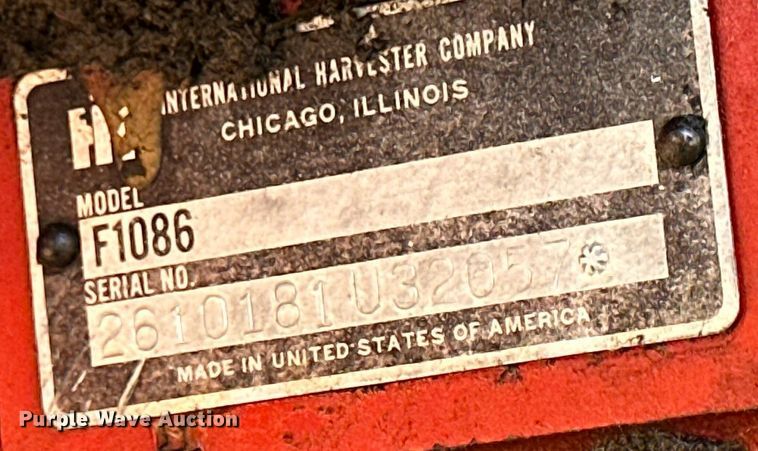 INTERNATIONAL HARVESTER COMPANY
CHICAGO, ILLINOIS
MODEL
F1086
SERIAL NO.
2610181U32057
MADE IN UNITED STATES OF AMERICA
Purple Wave Auction